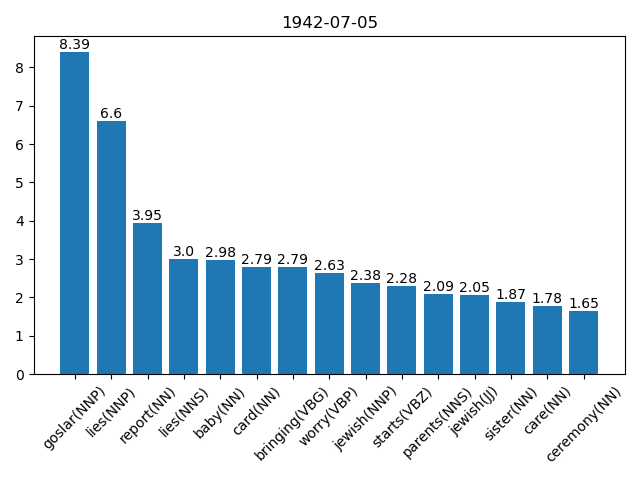 1942-07-05
8
7
6
5
4
3
2
1
0
8.39
6.6
3.95
3.0
2.98
2.79
2.79
2.63
2.38
2.28
2.09
2.05
1.87
1.78
1.65
goslar(NNP)
lies(NNP)
report(NN)
lies(NNS)
baby(NN)
card(NN)
bringing(VBG)
worry(VBP)
jewish(NNP)
starts(VBZ)
parents(NNS)
jewish(JJ)
sister(NN)
care(NN)
ceremony(NN)